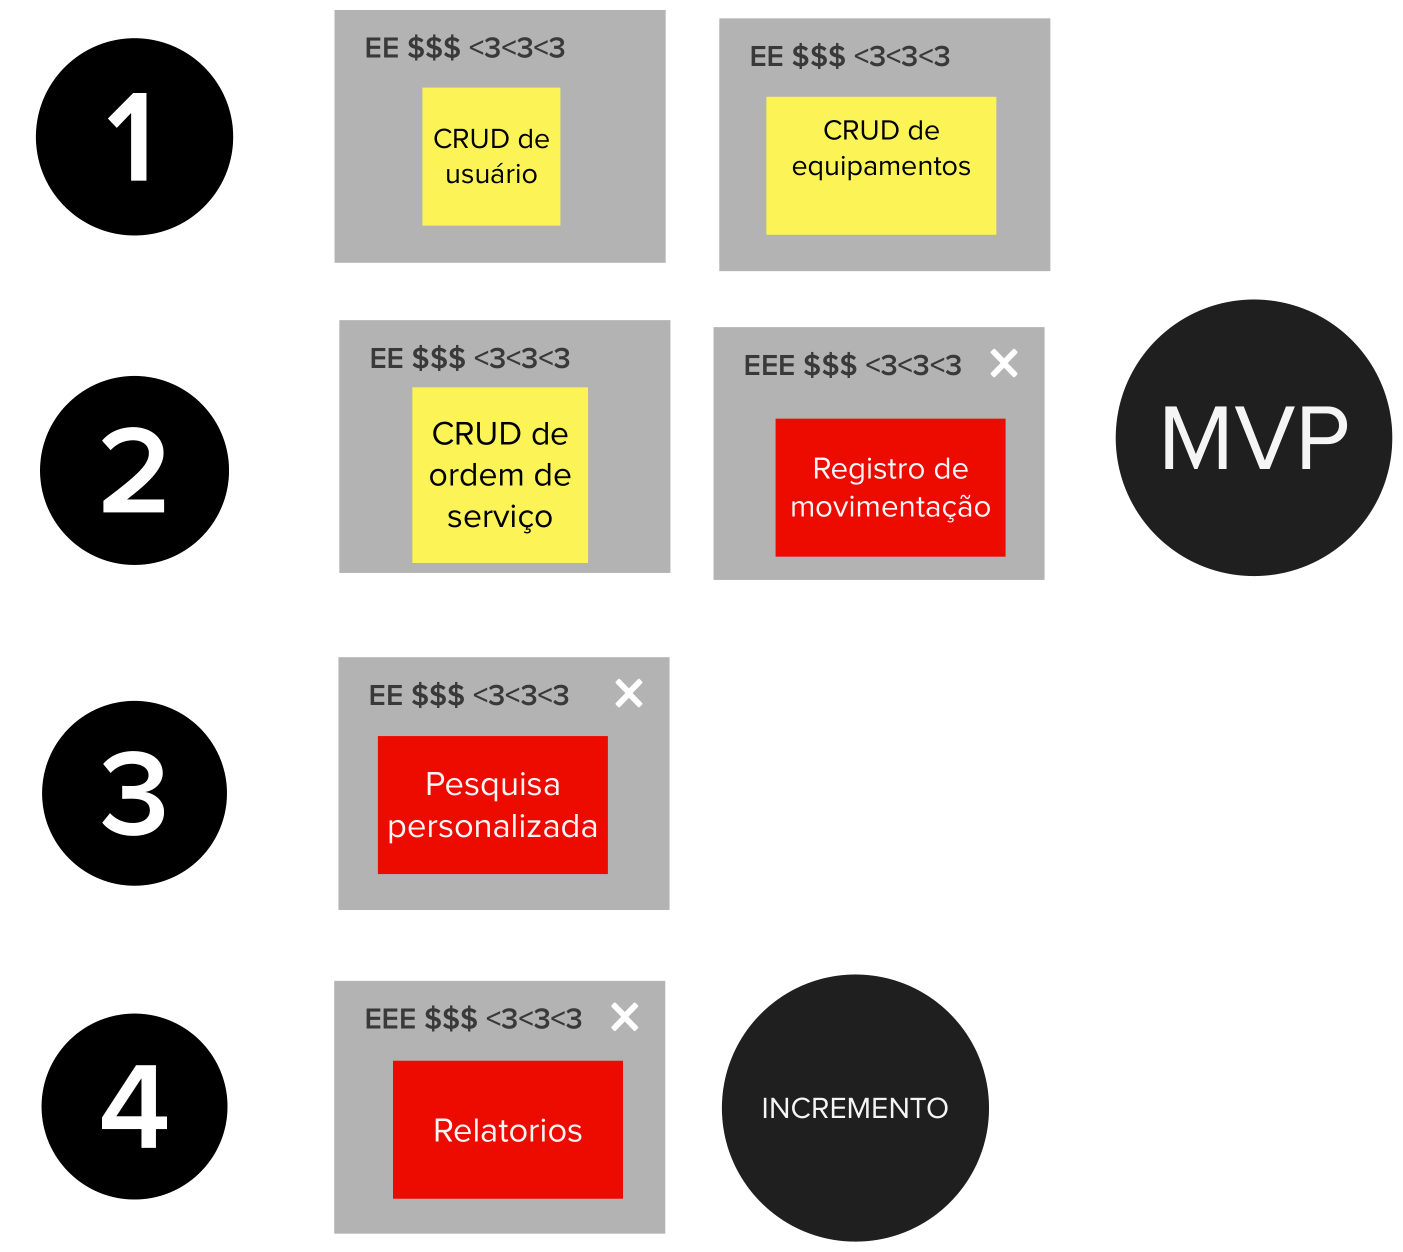 1
EE $$$ <3<3<3
CRUD de
usuário
EE $$$ <3<3<3
CRUD de
equipamentos
2
EE $$$ <3<3<3
CRUD de
ordem de
serviço
EEE $$$ <3<3<3
Registro de
movimentação
MVP
3
EE $$$ <3<3<3
Pesquisa
personalizada
4
EEE $$$ <3<3<3
Relatorios
INCREMENTO